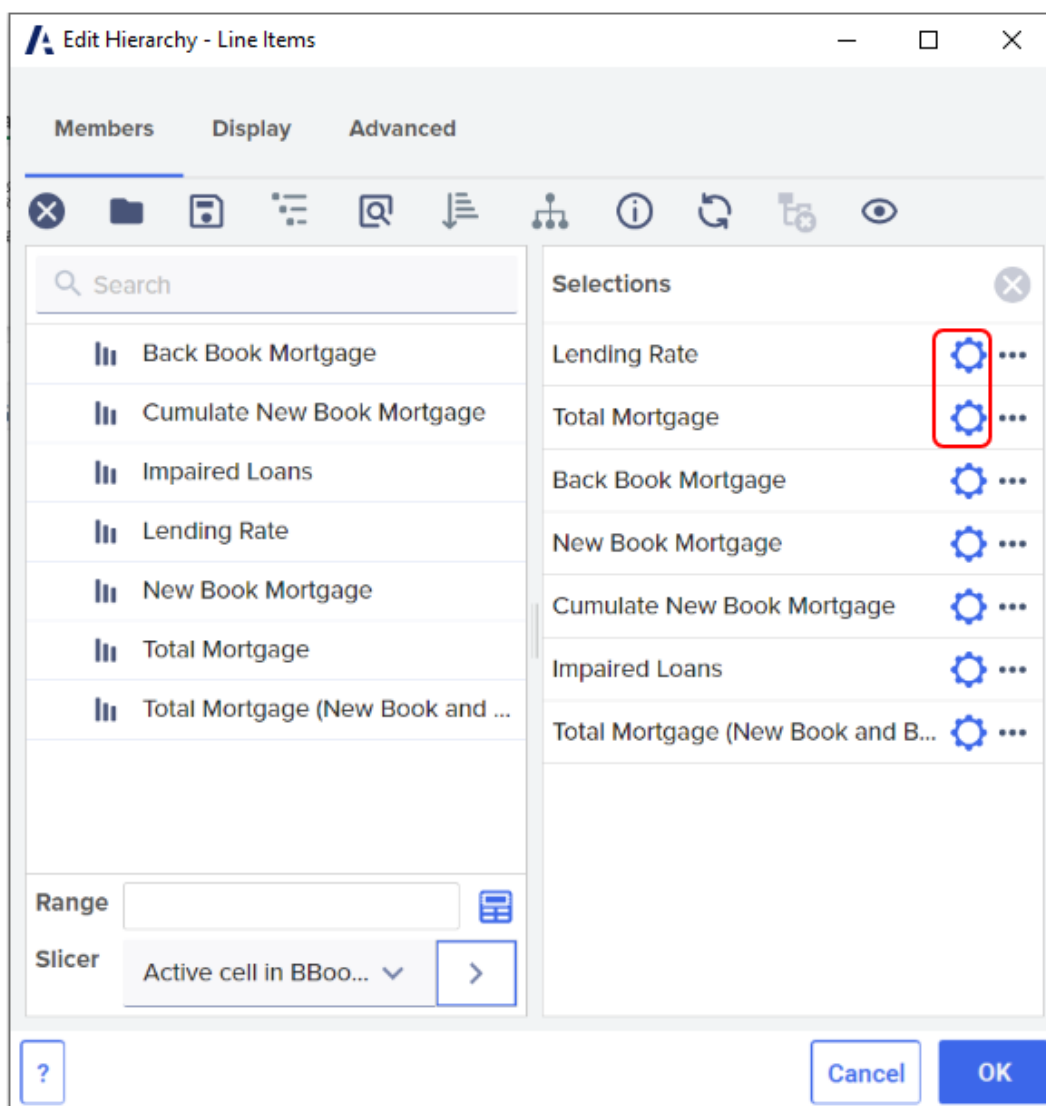 Edit Hierarchy - Line Items
Members Display Advanced
Search
Back Book Mortgage
Cumulate New Book Mortgage
Impaired Loans
Lending Rate
New Book Mortgage
Total Mortgage
Total Mortgage (New Book and ...
Range
Slicer Active cell in BBoo...
Selections
Lending Rate
Total Mortgage
Back Book Mortgage
New Book Mortgage
Cumulate New Book Mortgage
Impaired Loans
Total Mortgage (New Book and B...
? Cancel OK